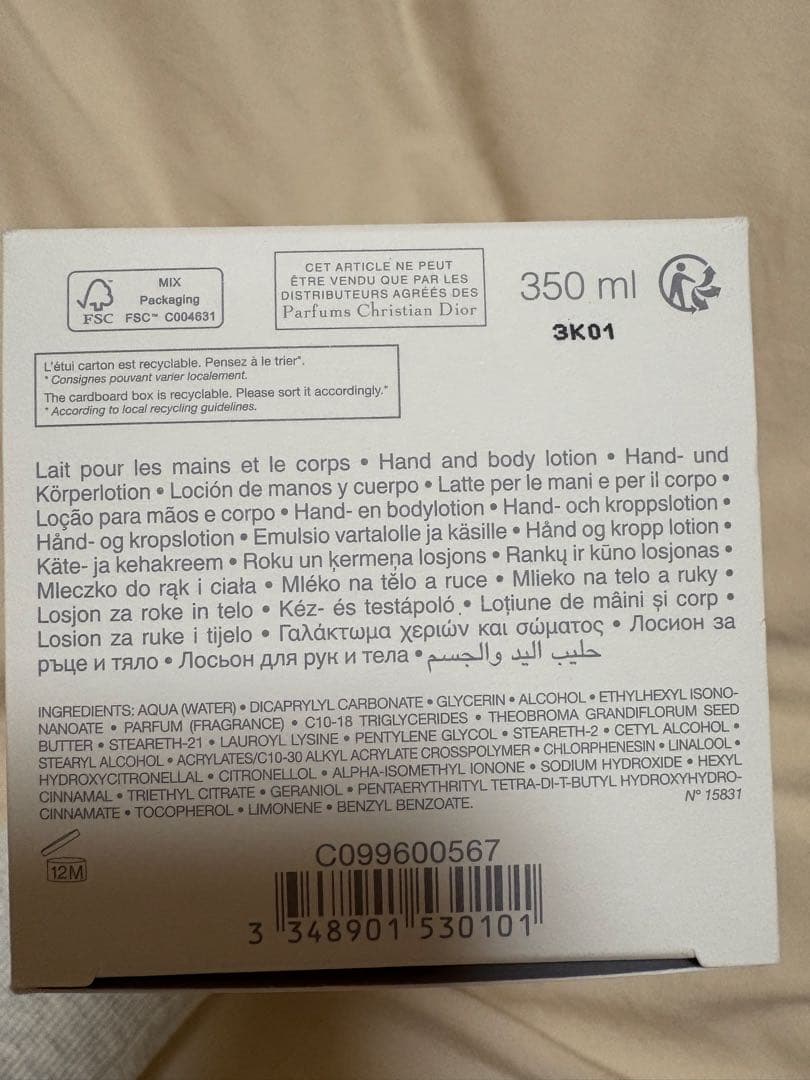 MIX
Packaging
FSC FSC™ C004631
CET ARTICLE NE PEUT
ÊTRE VENDU QUE PAR LES
DISTRIBUTEURS AGRÉÉS DES
Parfums Christian Dior
350 ml
3K01
L'étui carton est recyclable. Pensez à le trier*.
* Consignes pouvant varier localement.
The cardboard box is recyclable. Please sort it accordingly.*
* According to local recycling guidelines.
Lait pour les mains et le corps • Hand and body lotion • Hand- und
Körperlotion • Loción de manos y cuerpo • Latte per le mani e per il corpo •
Loção para mãos e corpo • Hand- en bodylotion • Hand- och kroppslotion •
Hånd- og kropslotion • Emulsio vartalolle ja käsille • Hånd og kropp lotion •
Käte- ja kehakreem • Roku un ķermeņa losjons • Rankų ir kūno losjonas •
Mleczko do rąk i ciała • Mléko na tělo a ruce • Mlieko na telo a ruky •
Losjon za roke in telo • Kéz- és testápoló • Loțiune de mâini și corp •
Losion za ruke i tijelo • Γαλάκτωμα χεριών και σώματος • Лосион за
ръце и тяло • Лосьон для рук и тела • حليب اليد والجسم
INGREDIENTS: AQUA (WATER) • DICAPRYLYL CARBONATE • GLYCERIN • ALCOHOL • ETHYLHEXYL ISONO-
NANOATE • PARFUM (FRAGRANCE) • C10-18 TRIGLYCERIDES • THEOBROMA GRANDIFLORUM SEED
BUTTER • STEARETH-21 • LAUROYL LYSINE • PENTYLENE GLYCOL • STEARETH-2 • CETYL ALCOHOL •
STEARYL ALCOHOL • ACRYLATES/C10-30 ALKYL ACRYLATE CROSSPOLYMER • CHLORPHENESIN • LINALOOL •
HYDROXYCITRONELLAL • CITRONELLOL • ALPHA-ISOMETHYL IONONE • SODIUM HYDROXIDE • HEXYL
CINNAMAL • TRIETHYL CITRATE • GERANIOL • PENTAERYTHRITYL TETRA-DI-T-BUTYL HYDROXYHYDRO-
CINNAMATE • TOCOPHEROL • LIMONENE • BENZYL BENZOATE. N° 15831
12M
C099600567
3 348901 530101